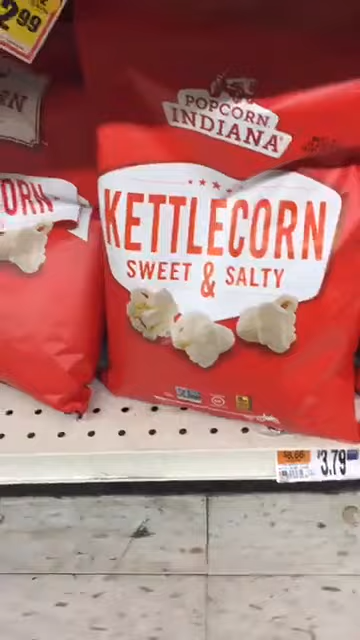 2.99
POPCORN,
INDIANA
KETTLECORN
SWEET & SALTY
ORN
N
$3.79